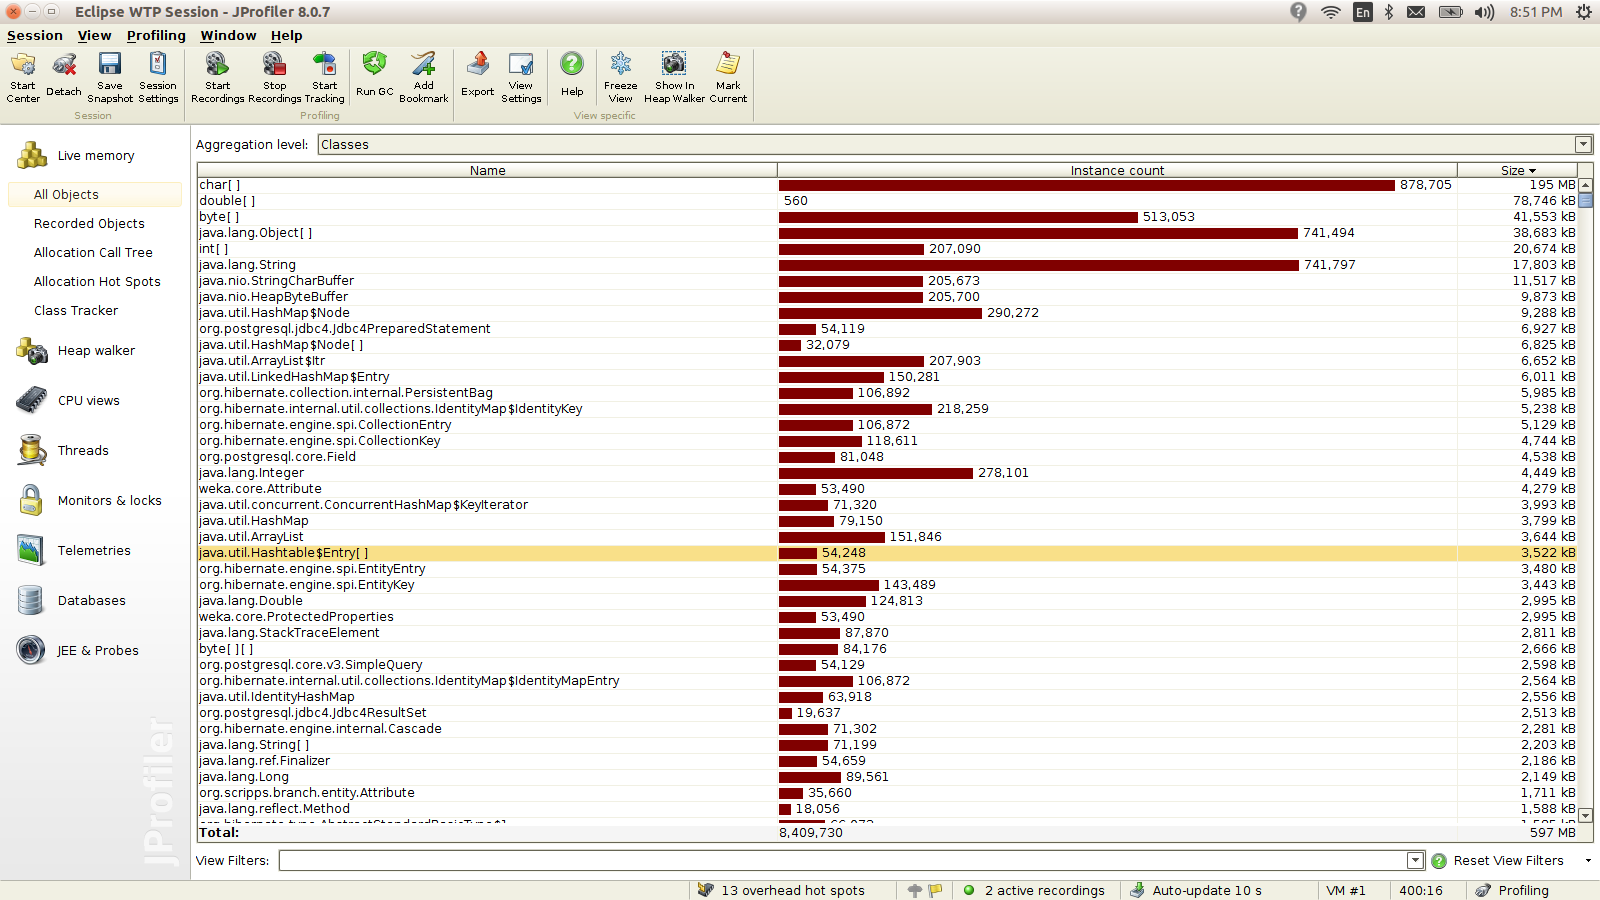 Eclipse WTP Session - JProfiler 8.0.7
En
8:51 PM
Session View Profiling Window Help
Start Center
Detach
Save Snapshot
Session Settings
Start Recordings
Stop Recordings
Start Tracking
Run GC
Add Bookmark
Export
View Settings
Help
Freeze View
Show In Heap Walker
Mark Current
Session
Profiling
View specific
Live memory
All Objects
Recorded Objects
Allocation Call Tree
Allocation Hot Spots
Class Tracker
Heap walker
CPU views
Threads
Monitors & locks
Telemetries
Databases
JEE & Probes
JProfiler
Aggregation level: Classes
Name Instance count Size
char[ ] 878,705 195 MB
double[ ] 560 78,746 kB
byte[ ] 513,053 41,553 kB
java.lang.Object[ ] 741,494 38,683 kB
int[ ] 207,090 20,674 kB
java.lang.String 741,797 17,803 kB
java.nio.StringCharBuffer 205,673 11,517 kB
java.nio.HeapByteBuffer 205,700 9,873 kB
java.util.HashMap$Node 290,272 9,288 kB
org.postgresql.jdbc4.Jdbc4PreparedStatement 54,119 6,927 kB
java.util.HashMap$Node[ ] 32,079 6,825 kB
java.util.ArrayList$Itr 207,903 6,652 kB
java.util.LinkedHashMap$Entry 150,281 6,011 kB
org.hibernate.collection.internal.PersistentBag 106,892 5,985 kB
org.hibernate.internal.util.collections.IdentityMap$IdentityKey 218,259 5,238 kB
org.hibernate.engine.spi.CollectionEntry 106,872 5,129 kB
org.hibernate.engine.spi.CollectionKey 118,611 4,744 kB
org.postgresql.core.Field 81,048 4,538 kB
java.lang.Integer 278,101 4,449 kB
weka.core.Attribute 53,490 4,279 kB
java.util.concurrent.ConcurrentHashMap$KeyIterator 71,320 3,993 kB
java.util.HashMap 79,150 3,799 kB
java.util.ArrayList 151,846 3,644 kB
java.util.Hashtable$Entry[ ] 54,248 3,522 kB
org.hibernate.engine.spi.EntityEntry 54,375 3,480 kB
org.hibernate.engine.spi.EntityKey 143,489 3,443 kB
java.lang.Double 124,813 2,995 kB
weka.core.ProtectedProperties 53,490 2,995 kB
java.lang.StackTraceElement 87,870 2,811 kB
byte[ ][ ] 84,176 2,666 kB
org.postgresql.core.v3.SimpleQuery 54,129 2,598 kB
org.hibernate.internal.util.collections.IdentityMap$IdentityMapEntry 106,872 2,564 kB
java.util.IdentityHashMap 63,918 2,556 kB
org.postgresql.jdbc4.Jdbc4ResultSet 19,637 2,513 kB
org.hibernate.engine.internal.Cascade 71,302 2,281 kB
java.lang.String[ ] 71,199 2,203 kB
java.lang.ref.Finalizer 54,659 2,186 kB
java.lang.Long 89,561 2,149 kB
org.scripps.branch.entity.Attribute 35,660 1,711 kB
java.lang.reflect.Method 18,056 1,588 kB
Total: 8,409,730 597 MB
View Filters:
Reset View Filters
13 overhead hot spots
2 active recordings
Auto-update 10 s
VM #1
400:16
Profiling